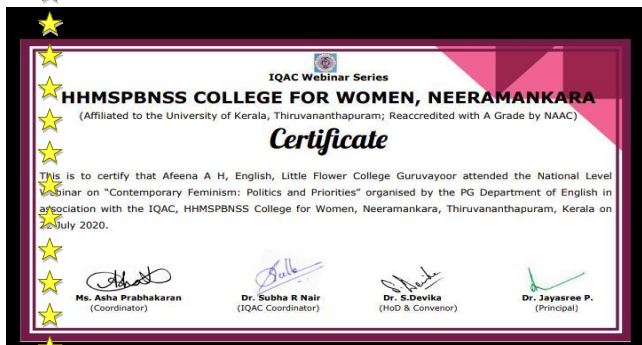 IQAC Webinar Series
HHMSPBNSS COLLEGE FOR WOMEN, NEERAMANKARA
(Affiliated to the University of Kerala, Thiruvananthapuram; Reaccredited with A Grade by NAAC)
Certificate
This is to certify that Afeena A H, English, Little Flower College Guruvayoor attended the National Level
Webinar on “Contemporary Feminism: Politics and Priorities” organised by the PG Department of English in
association with the IQAC, HHMSPBNSS College for Women, Neeramankara, Thiruvananthapuram, Kerala on
July 2020.
Ms. Asha Prabhakaran Dr. Subha R Nair Dr. S.Devika Dr. Jayasree P.
(Coordinator) (IQAC Coordinator) (HoD & Convenor) (Principal)